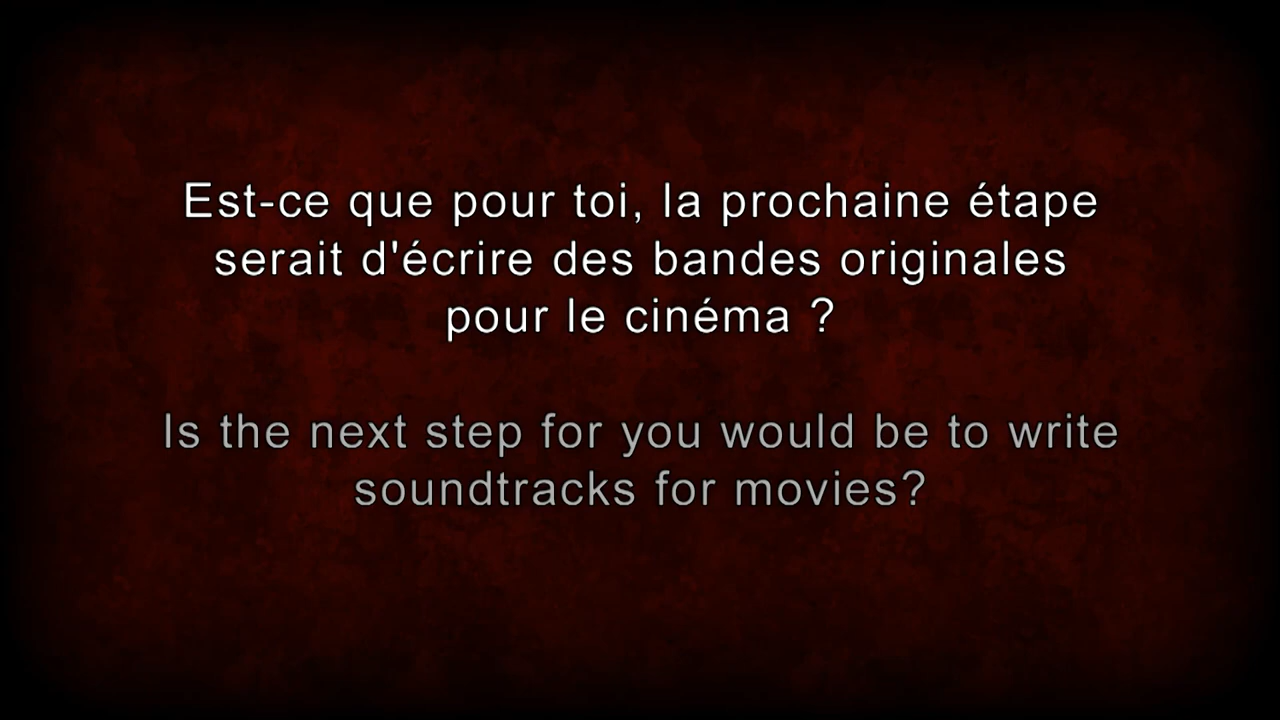 Est-ce que pour toi, la prochaine étape
serait d'écrire des bandes originales
pour le cinéma ?
Is the next step for you would be to write
soundtracks for movies?